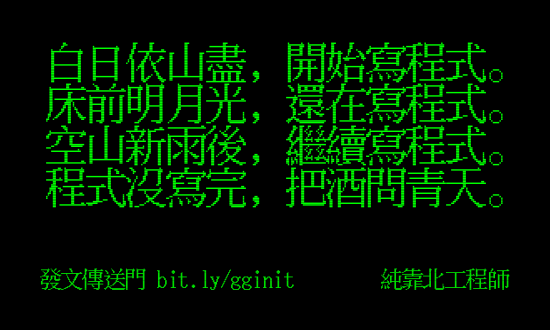 白日依山盡，開始寫程式。
床前明月光，還在寫程式。
空山新雨後，繼續寫程式。
程式沒寫完，把酒問青天。
發文傳送門 bit.ly/gginit 純靠北工程師